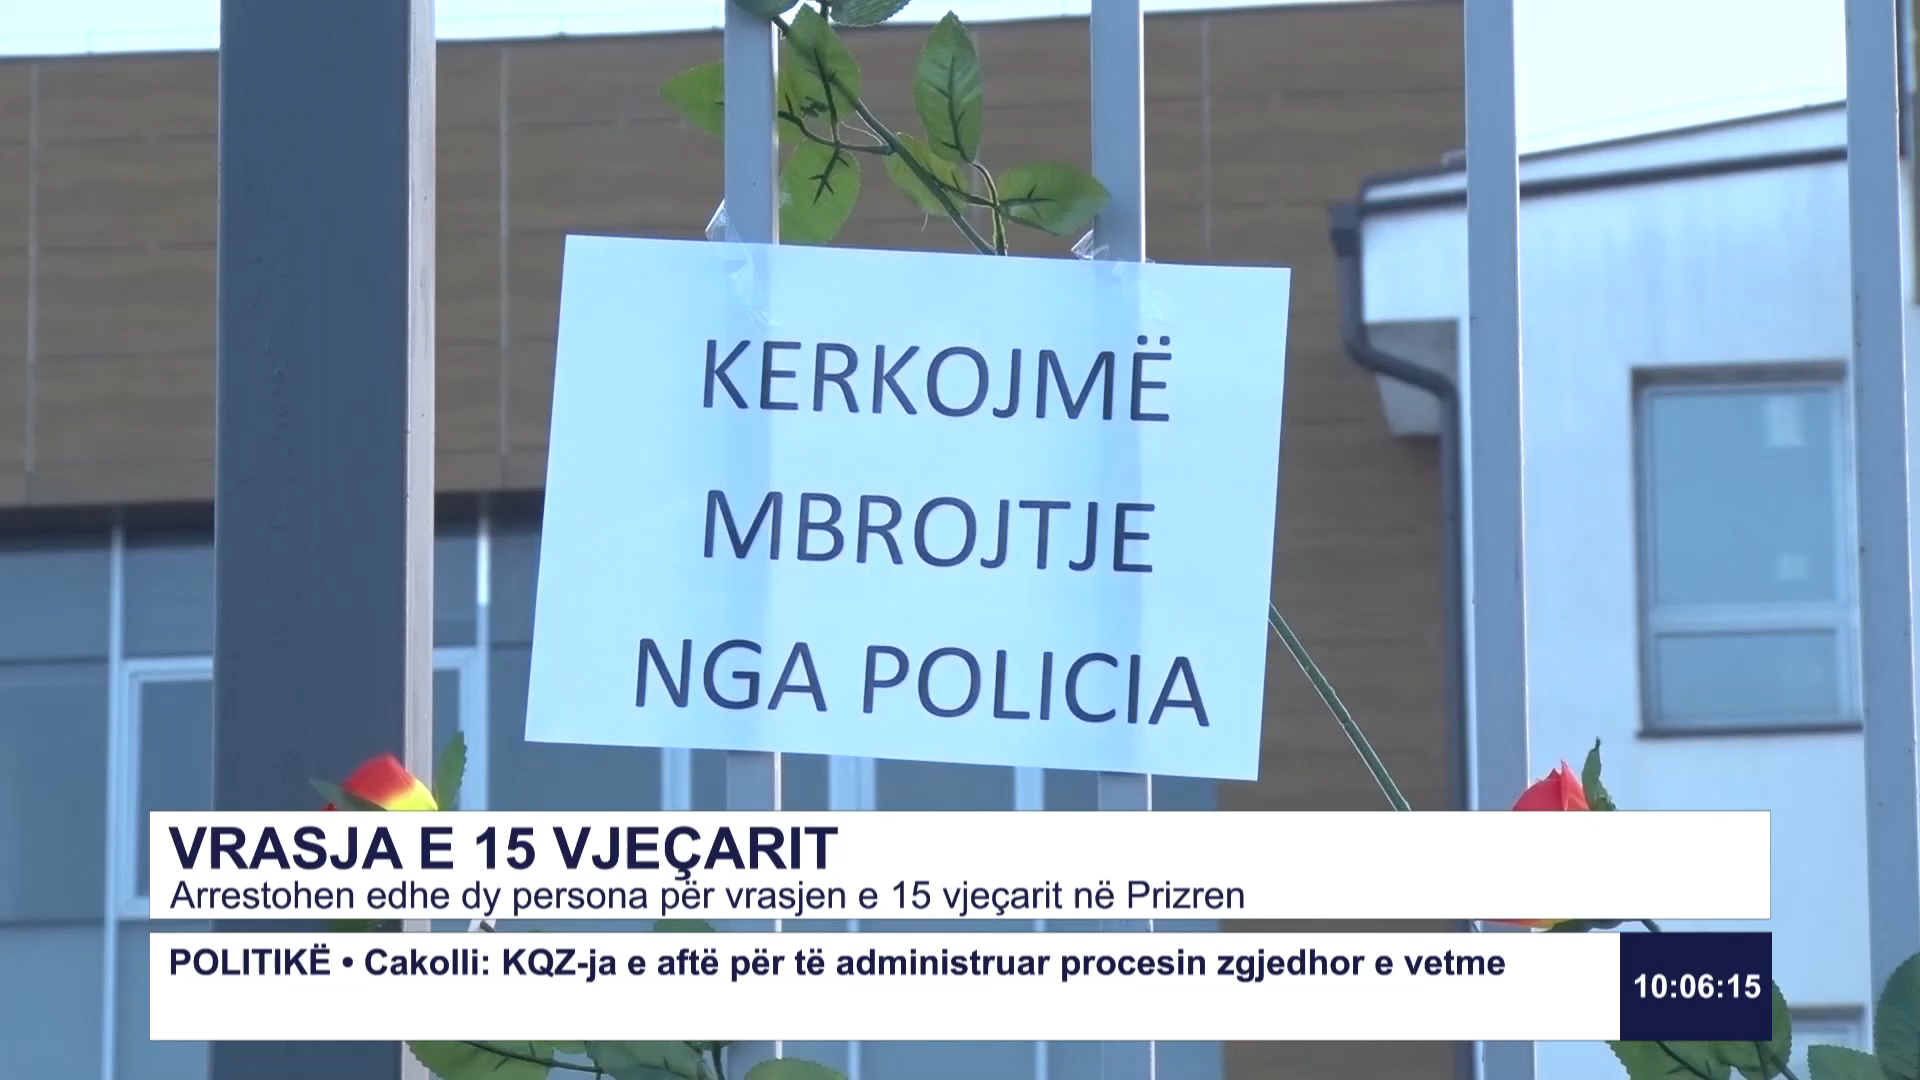 KERKOJMË
MBROJTJE
NGA POLICIA
VRASJA E 15 VJEÇARIT
Arrestohen edhe dy persona për vrasjen e 15 vjeçarit në Prizren
POLITIKË • Cakolli: KQZ-ja e aftë për të administruar procesin zgjedhor e vetme
10:06:15